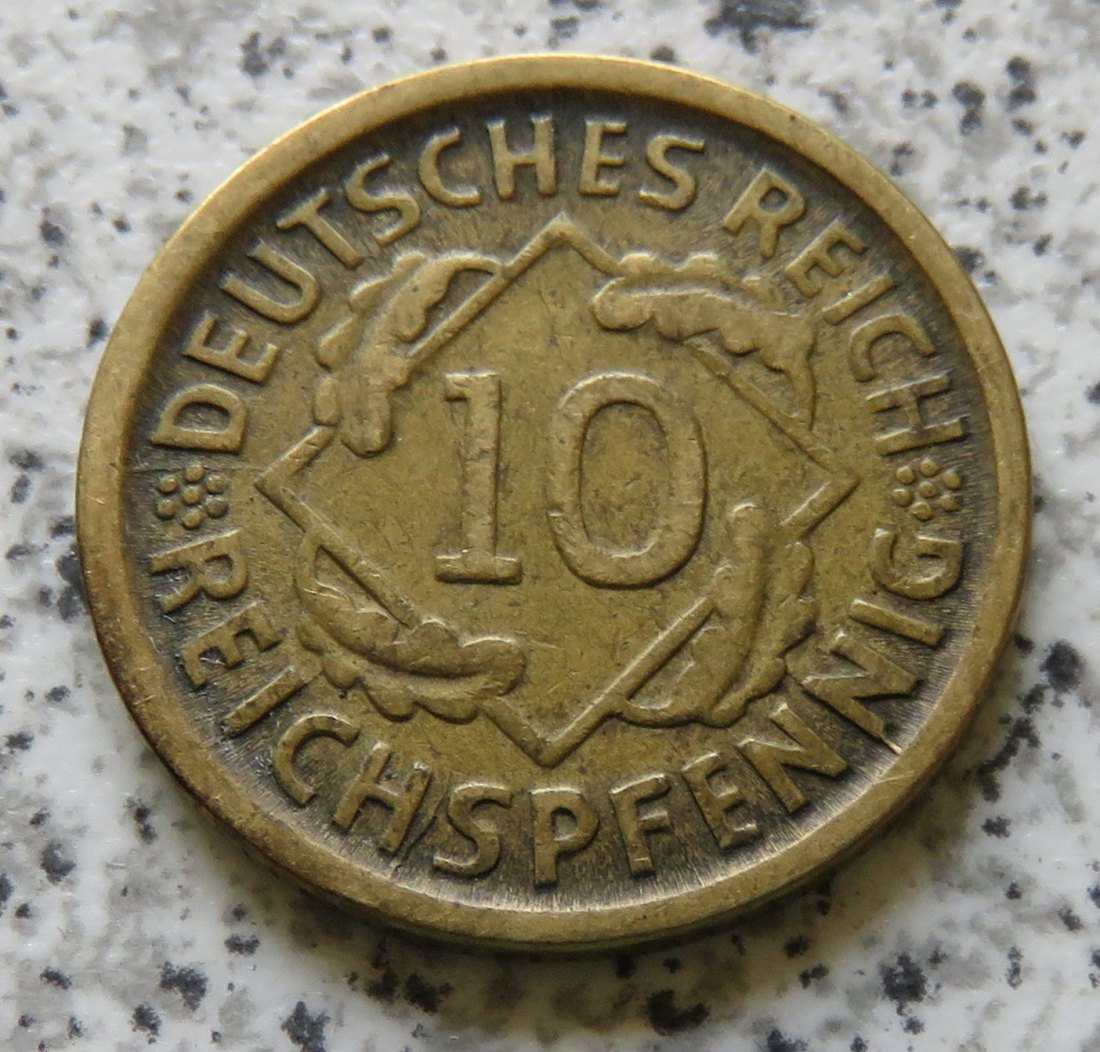 DEUTSCHES REICH
10
REICHSPFENNIG